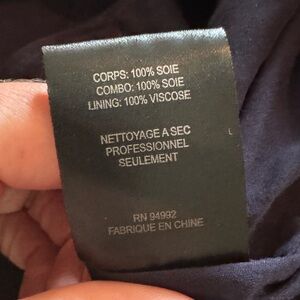 CORPS: 100% SOIE
COMBO: 100% SOIE
LINING: 100% VISCOSE
NETTOYAGE A SEC
PROFESSIONNEL
SEULEMENT
RN 94992
FABRIQUE EN CHINE